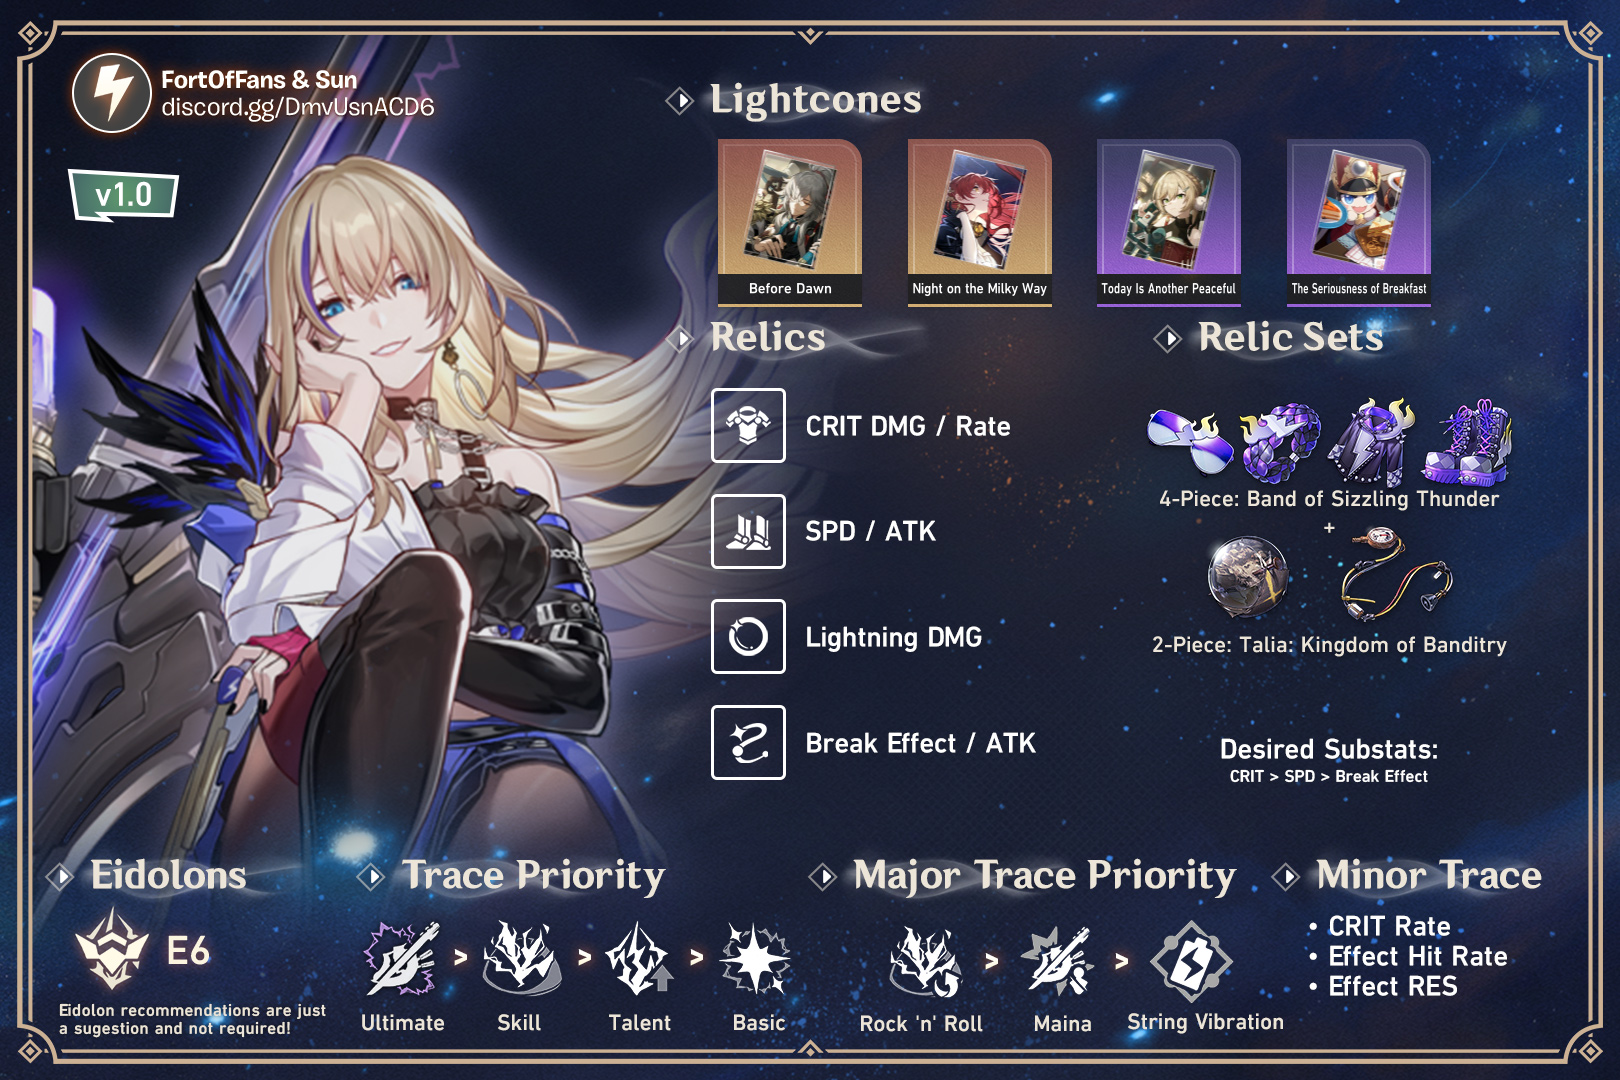 FortOfFans & Sun
discord.gg/DmvUsnACD6
v1.0
Lightcones
Before Dawn
Night on the Milky Way
Today Is Another Peaceful
The Seriousness of Breakfast
Relics
CRIT DMG / Rate
SPD / ATK
Lightning DMG
Break Effect / ATK
Relic Sets
4-Piece: Band of Sizzling Thunder
+
2-Piece: Talia: Kingdom of Banditry
Desired Substats:
CRIT > SPD > Break Effect
Eidolons
E6
Eidolon recommendations are just
a sugestion and not required!
Trace Priority
> > >
Ultimate Skill Talent Basic
Major Trace Priority
> >
Rock 'n' Roll Maina String Vibration
Minor Trace
• CRIT Rate
• Effect Hit Rate
• Effect RES